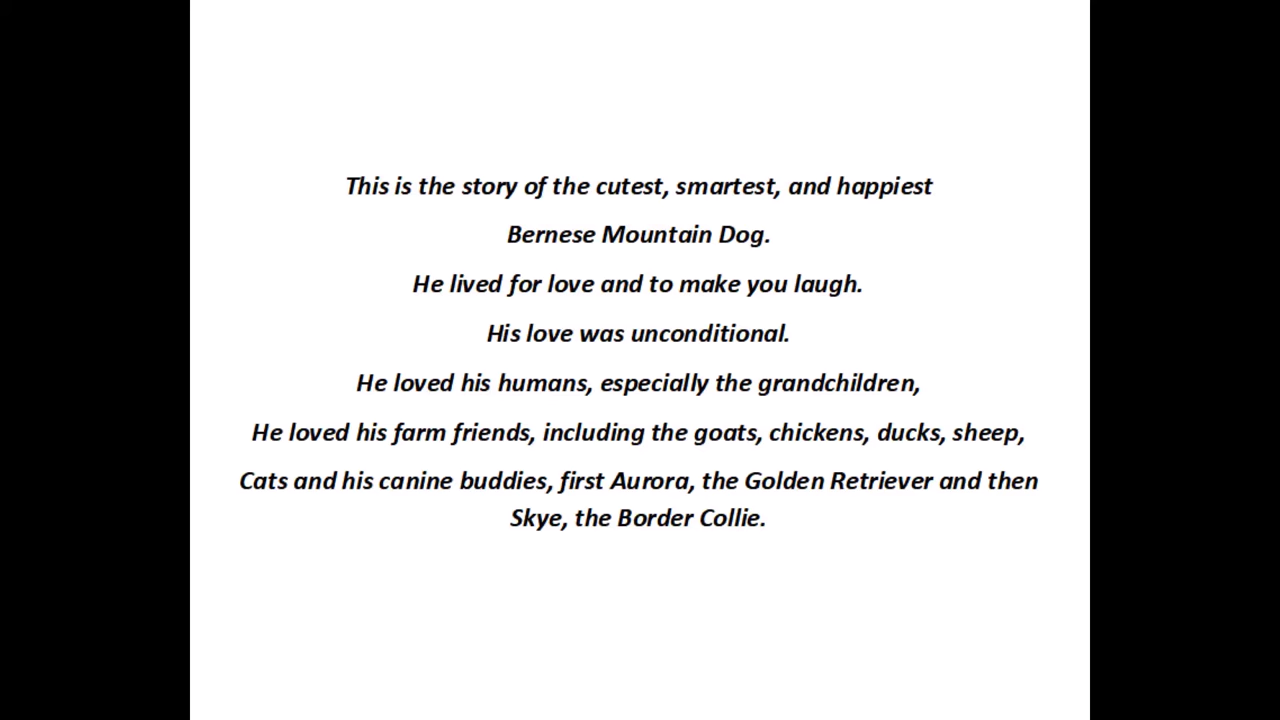 This is the story of the cutest, smartest, and happiest
Bernese Mountain Dog.
He lived for love and to make you laugh.
His love was unconditional.
He loved his humans, especially the grandchildren,
He loved his farm friends, including the goats, chickens, ducks, sheep,
Cats and his canine buddies, first Aurora, the Golden Retriever and then
Skye, the Border Collie.